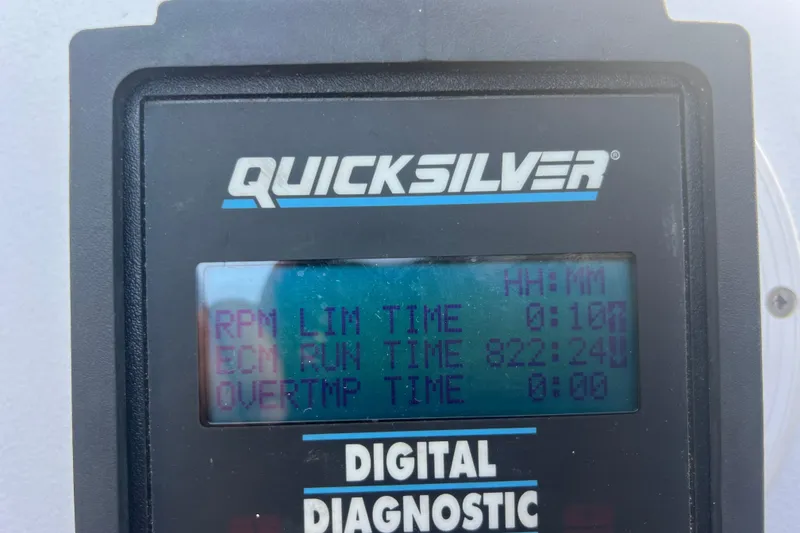 QUICKSILVER®
HH:MM
RPM LIM TIME 0:10↑
ECM RUN TIME 822:24↓
OVERTMP TIME 0:00
DIGITAL
DIAGNOSTIC